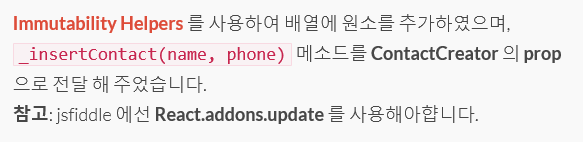 Immutability Helpers 를 사용하여 배열에 원소를 추가하였으며,
_insertContact(name, phone) 메소드를 ContactCreator 의 prop
으로 전달 해 주었습니다.
참고: jsfiddle 에선 React.addons.update 를 사용해아햡니다.